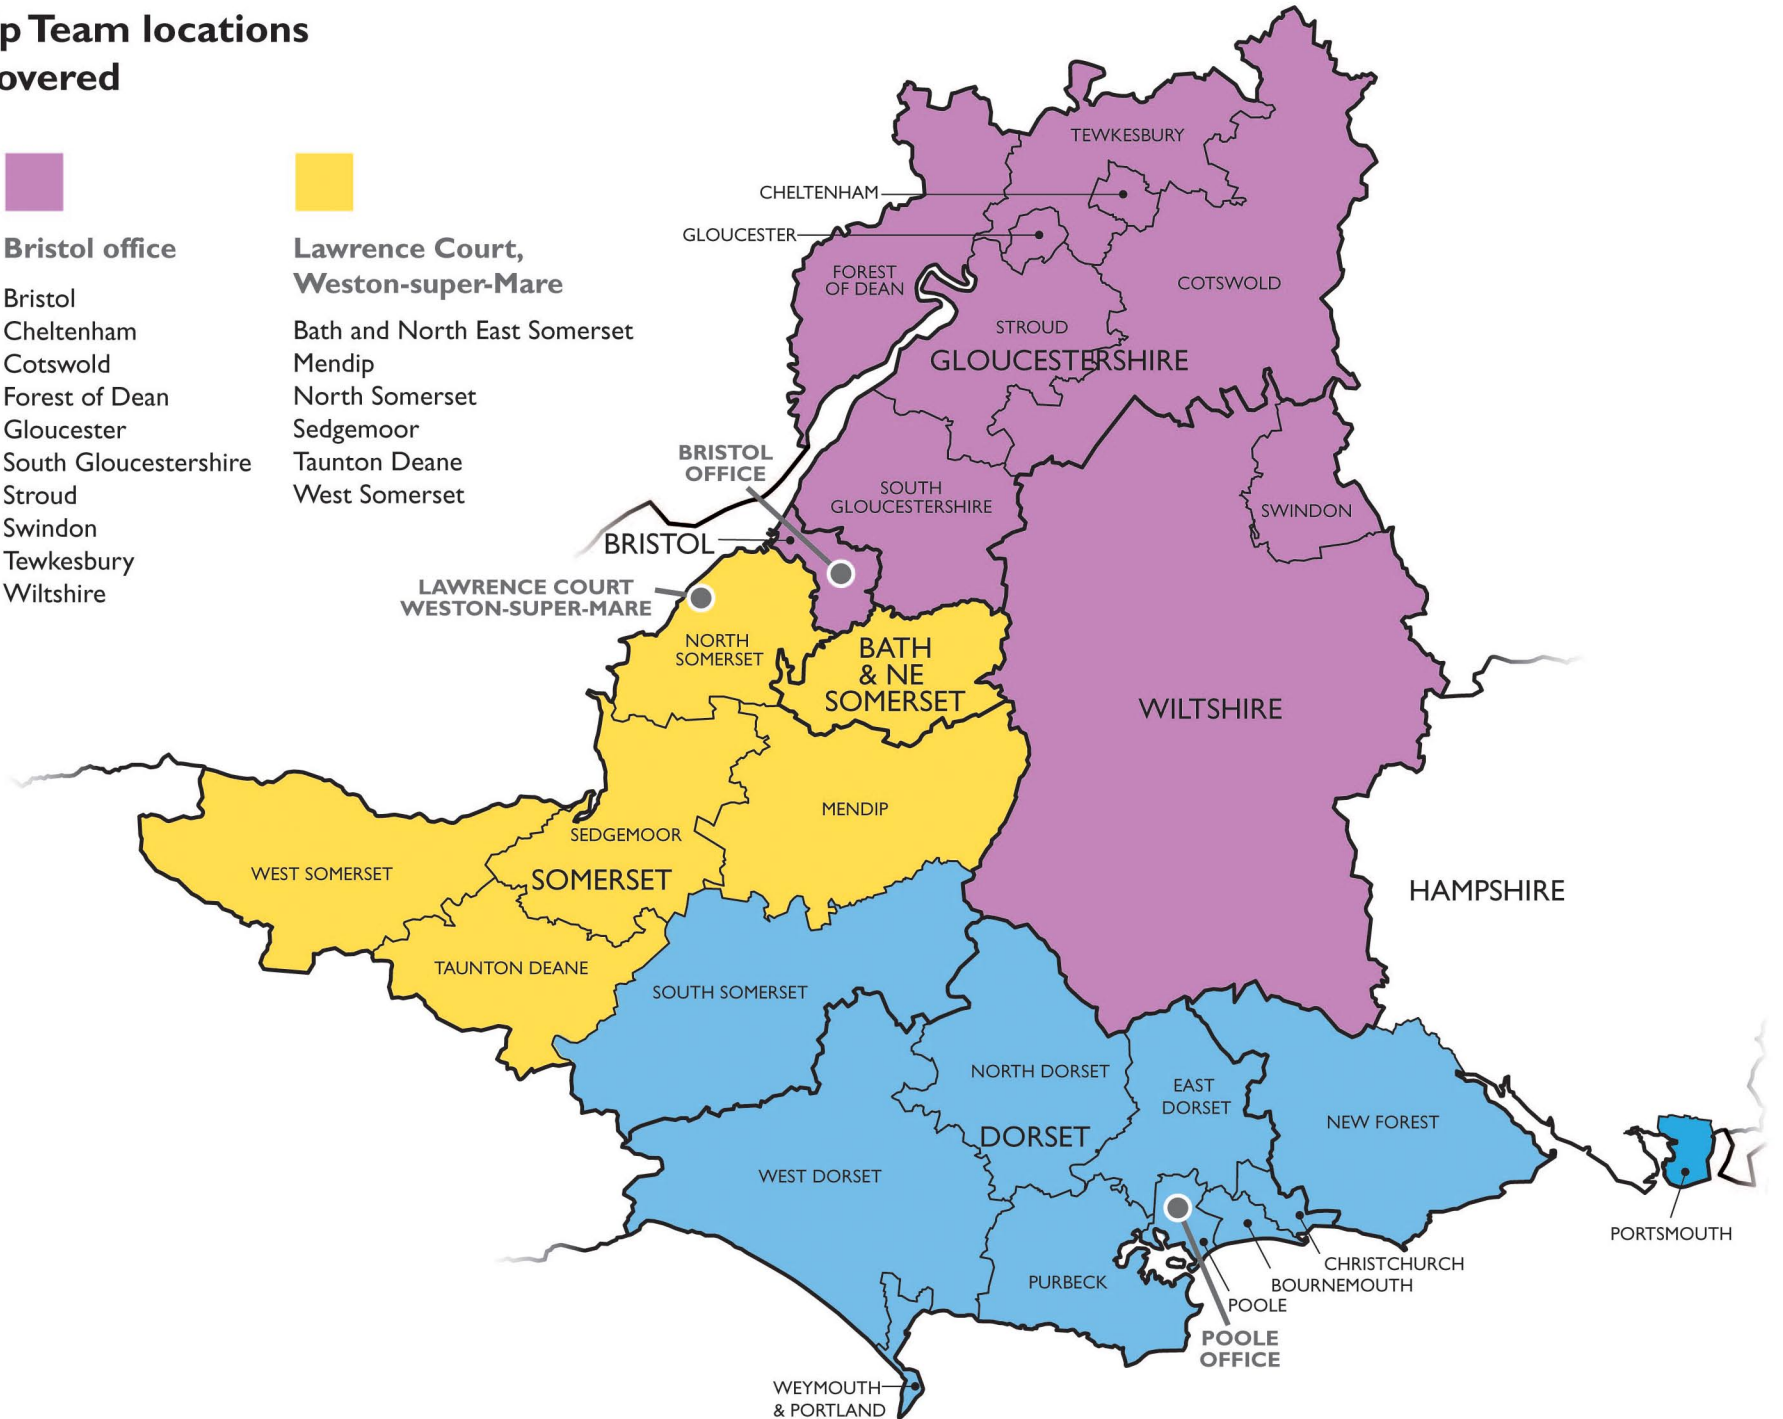 p Team locations
overed
Bristol office
Bristol
Cheltenham
Cotswold
Forest of Dean
Gloucester
South Gloucestershire
Stroud
Swindon
Tewkesbury
Wiltshire
Lawrence Court,
Weston-super-Mare
Bath and North East Somerset
Mendip
North Somerset
Sedgemoor
Taunton Deane
West Somerset
TEWKESBURY
CHELTENHAM
GLOUCESTER
FOREST
OF DEAN
COTSWOLD
STROUD
GLOUCESTERSHIRE
BRISTOL
OFFICE
SOUTH
GLOUCESTERSHIRE
SWINDON
BRISTOL
LAWRENCE COURT
WESTON-SUPER-MARE
NORTH
SOMERSET
BATH
& NE
SOMERSET
WILTSHIRE
MENDIP
SEDGEMOOR
WEST SOMERSET
SOMERSET
HAMPSHIRE
TAUNTON DEANE
SOUTH SOMERSET
NORTH DORSET
EAST
DORSET
NEW FOREST
DORSET
WEST DORSET
PORTSMOUTH
CHRISTCHURCH
PURBECK
BOURNEMOUTH
POOLE
POOLE
OFFICE
WEYMOUTH
& PORTLAND